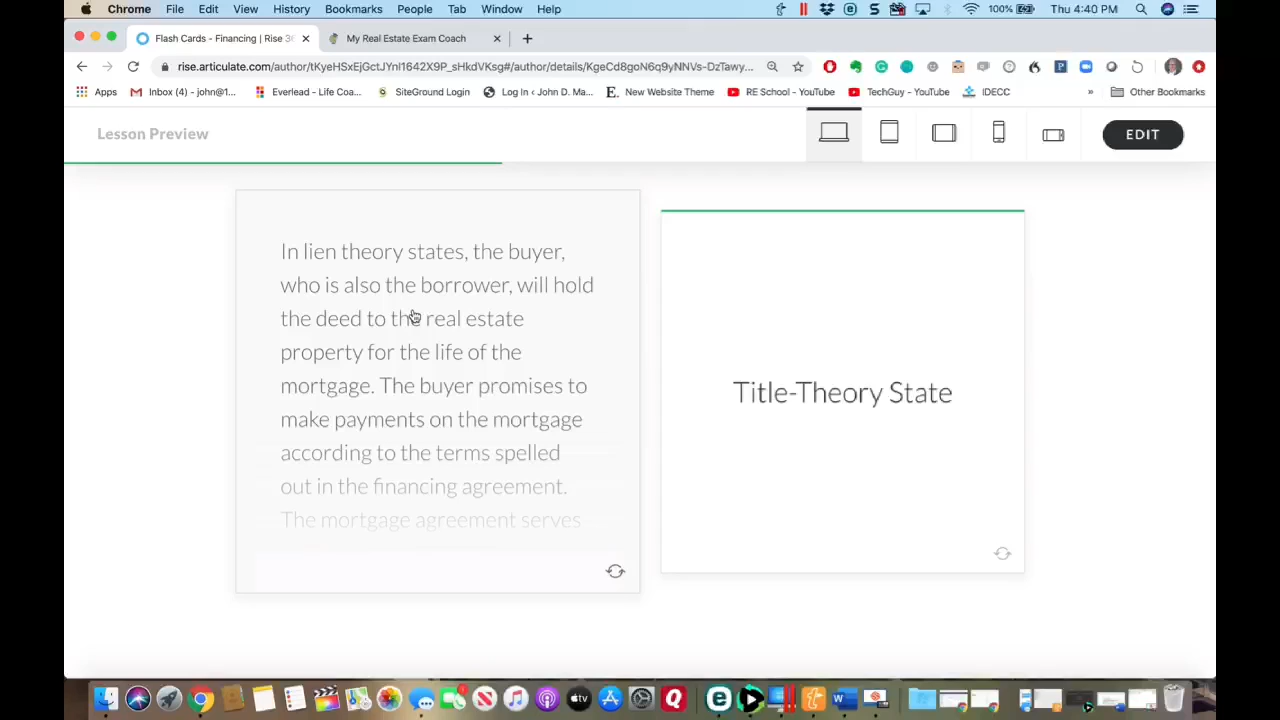 Chrome File Edit View History Bookmarks People Tab Window Help 100% Thu 4:40 PM
Flash Cards - Financing | Rise 36 My Real Estate Exam Coach
rise.articulate.com/author/tKyeHSxEjGctJYnl1642X9P_sHkdVKsg#/author/details/KgeCd8goN6q9yNNVs-DzTawy...
Apps Inbox (40) - john@1... Everlead - Life Coa... SiteGround Login Log In ‹ John D. Ma... New Website Theme RE School - YouTube TechGuy - YouTube IDECC » Other Bookmarks
Lesson Preview
EDIT
In lien theory states, the buyer,
who is also the borrower, will hold
the deed to the real estate
property for the life of the
mortgage. The buyer promises to
make payments on the mortgage
according to the terms spelled
out in the financing agreement.
The mortgage agreement serves
Title-Theory State